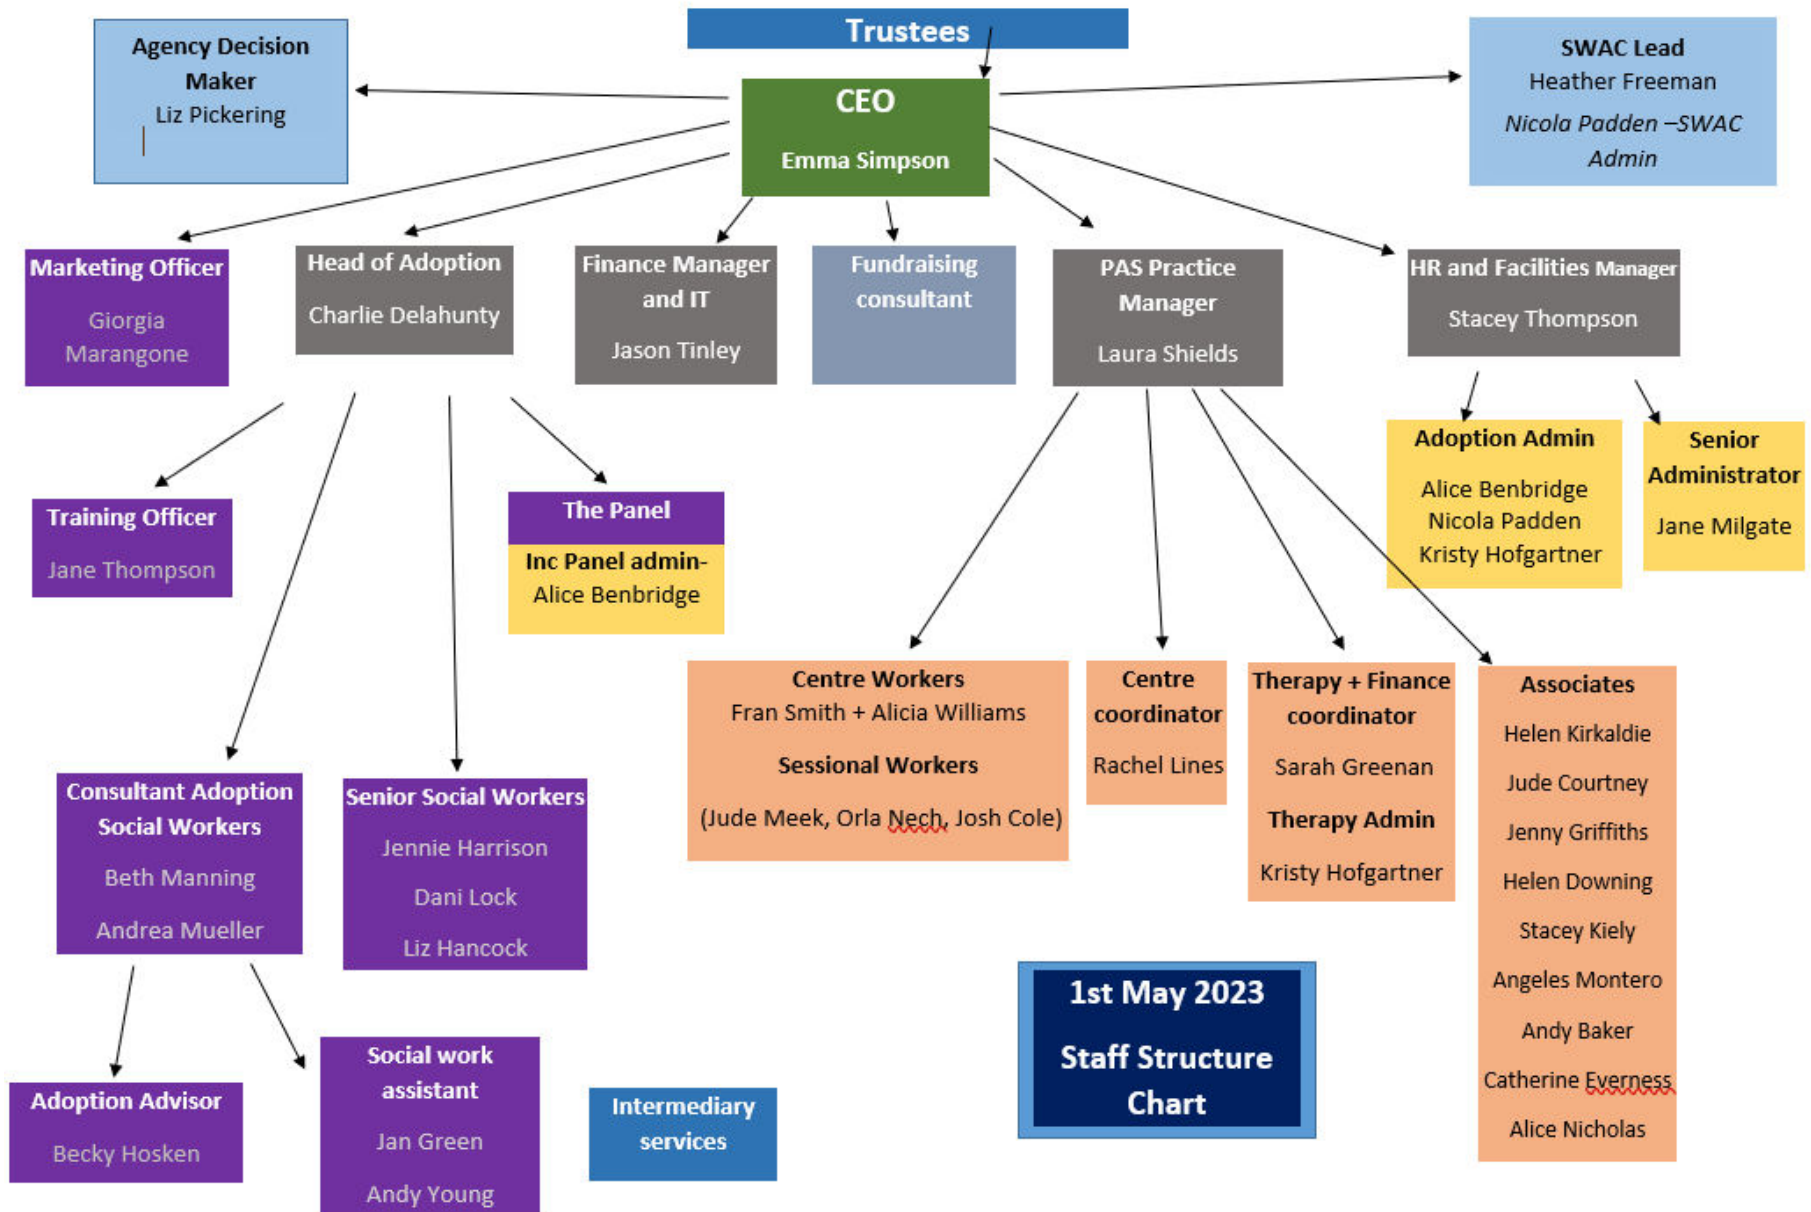 Trustees
Agency Decision
Maker
Liz Pickering
CEO
Emma Simpson
SWAC Lead
Heather Freeman
Nicola Padden –SWAC
Admin
Marketing Officer
Giorgia
Marangone
Head of Adoption
Charlie Delahunty
Finance Manager
and IT
Jason Tinley
Fundraising
consultant
PAS Practice
Manager
Laura Shields
HR and Facilities Manager
Stacey Thompson
Training Officer
Jane Thompson
The Panel
Inc Panel admin-
Alice Benbridge
Adoption Admin
Alice Benbridge
Nicola Padden
Kristy Hofgartner
Senior
Administrator
Jane Milgate
Consultant Adoption
Social Workers
Beth Manning
Andrea Mueller
Senior Social Workers
Jennie Harrison
Dani Lock
Liz Hancock
Centre Workers
Fran Smith + Alicia Williams
Sessional Workers
(Jude Meek, Orla Nech, Josh Cole)
Centre
coordinator
Rachel Lines
Therapy + Finance
coordinator
Sarah Greenan
Therapy Admin
Kristy Hofgartner
Associates
Helen Kirkaldie
Jude Courtney
Jenny Griffiths
Helen Downing
Stacey Kiely
Angeles Montero
Andy Baker
Catherine Everness
Alice Nicholas
Adoption Advisor
Becky Hosken
Social work
assistant
Jan Green
Andy Young
Intermediary
services
1st May 2023
Staff Structure
Chart